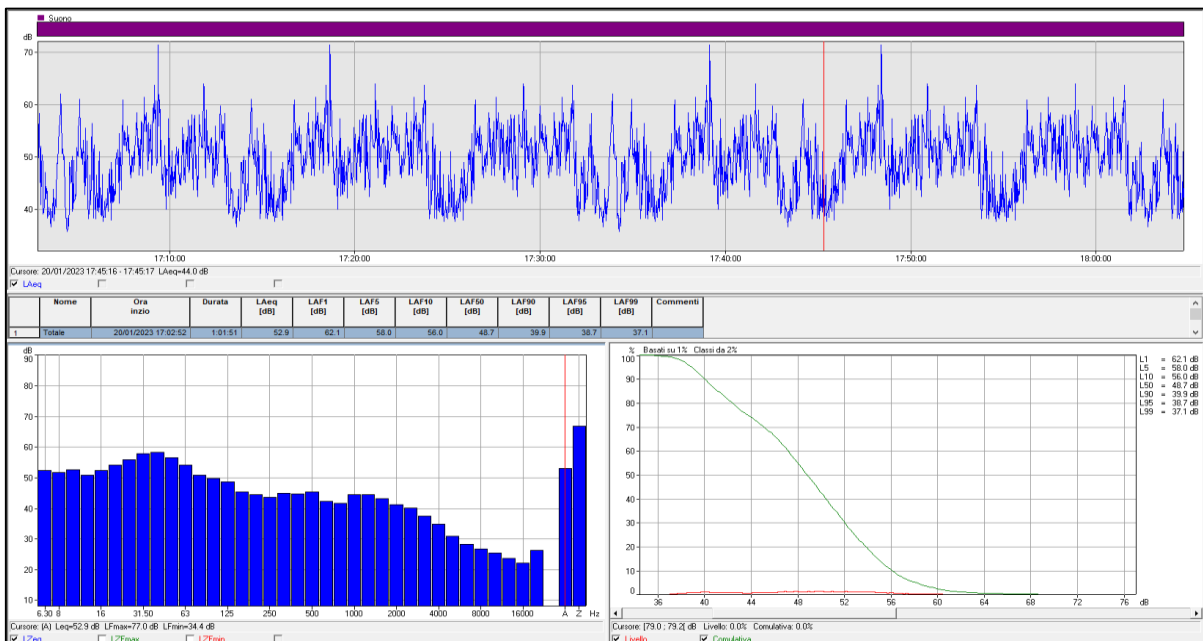 Suono
dB
70
60
50
40
17:10:00 17:20:00 17:30:00 17:40:00 17:50:00 18:00:00
Cursore: 20/01/2023 17:45:16 - 17:45:17 LAeq=44.0 dB
LAeq
Nome Ora inzio Durata LAeq [dB] LAF1 [dB] LAF5 [dB] LAF10 [dB] LAF50 [dB] LAF90 [dB] LAF95 [dB] LAF99 [dB] Commenti
1 Totale 20/01/2023 17:02:52 1:01:51 52.9 62.1 58.0 56.0 48.7 39.9 38.7 37.1
dB
90
80
70
60
50
40
30
20
10
6.30 8 16 31.50 63 125 250 500 1000 2000 4000 8000 16000 A Z Hz
Cursore: (A) Leq=52.9 dB LFmax=77.0 dB LFmin=34.4 dB
LZeq LZFmax LZFmin
% Basati su 1% Classi da 2%
100
90
80
70
60
50
40
30
20
10
0
36 40 44 48 52 56 60 64 68 72 76 dB
L1 = 62.1 dB
L5 = 58.0 dB
L10 = 56.0 dB
L50 = 48.7 dB
L90 = 39.9 dB
L95 = 38.7 dB
L99 = 37.1 dB
Cursore: [79.0 ; 79.2[ dB Livello: 0.0% Comulativa: 0.0%
Livello Comulativa